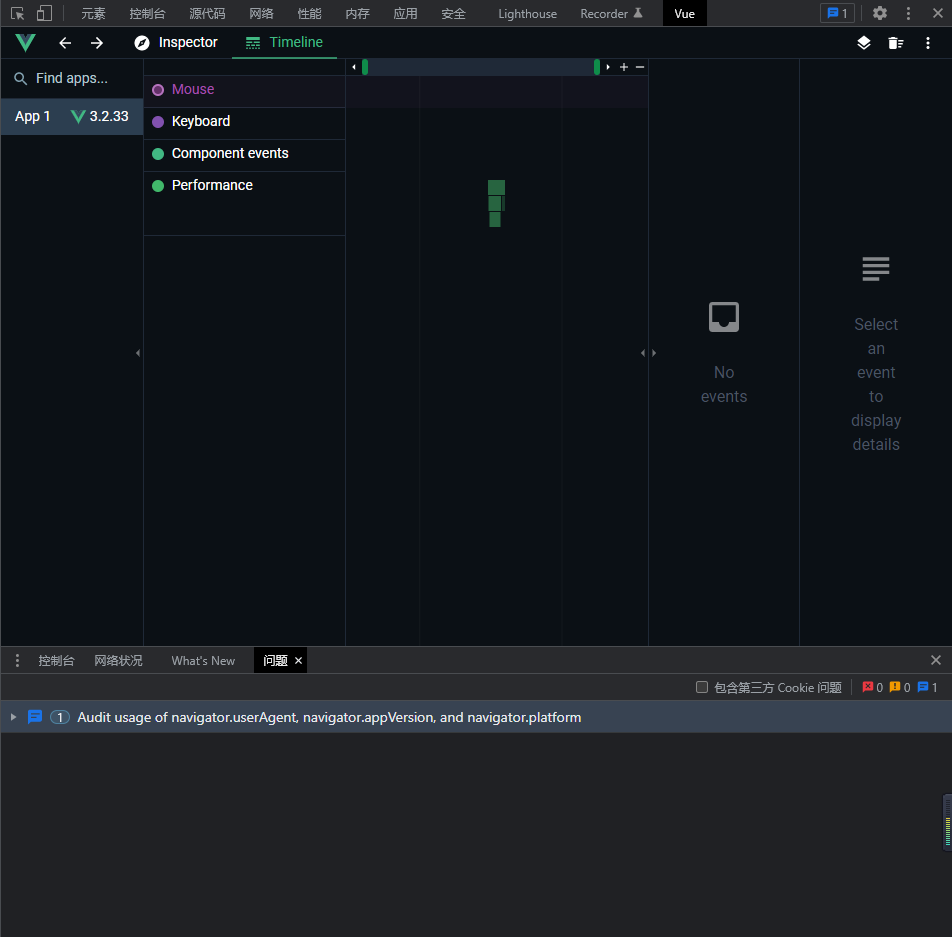 元素 控制台 源代码 网络 性能 内存 应用 安全 Lighthouse Recorder Vue 1
Inspector Timeline
Find apps...
App 1 3.2.33
Mouse
Keyboard
Component events
Performance
No
events
Select
an
event
to
display
details
控制台 网络状况 What's New 问题
包含第三方 Cookie 问题 0 0 1
1 Audit usage of navigator.userAgent, navigator.appVersion, and navigator.platform